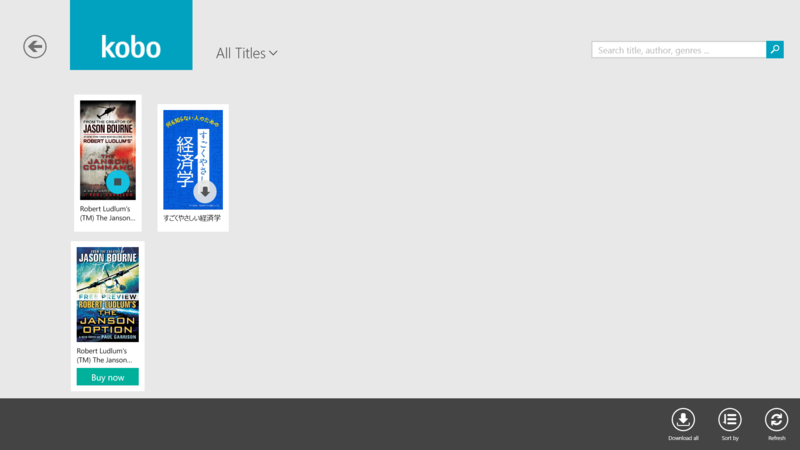 kobo
All Titles
Search title, author, genres ...
FROM THE CREATOR OF
JASON BOURNE
ROBERT LUDLUM'S
THE
JANSON
COMMAND
Robert Ludlum's
(TM) The Janson...
何も知らない人のための
すごくやさし
経済学
すごくやさしい経済学
FROM THE CREATOR OF
JASON BOURNE
FREE PREVIEW
ROBERT LUDLUM'S
THE
JANSON
OPTION
PAUL GARRISON
Robert Ludlum's
(TM) The Janson...
Buy now
Download all
Sort by
Refresh